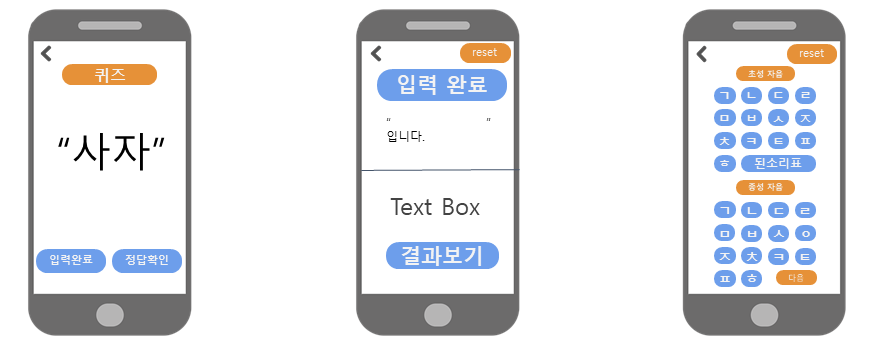 퀴즈
“사자”
입력완료 정답확인
reset
입력 완료
“ ”
입니다.
Text Box
결과보기
reset
초성 자음
ㄱ ㄴ ㄷ ㄹ
ㅁ ㅂ ㅅ ㅈ
ㅊ ㅋ ㅌ ㅍ
ㅎ 된소리표
종성 자음
ㄱ ㄴ ㄷ ㄹ
ㅁ ㅂ ㅅ ㅇ
ㅈ ㅊ ㅋ ㅌ
ㅍ ㅎ 다음